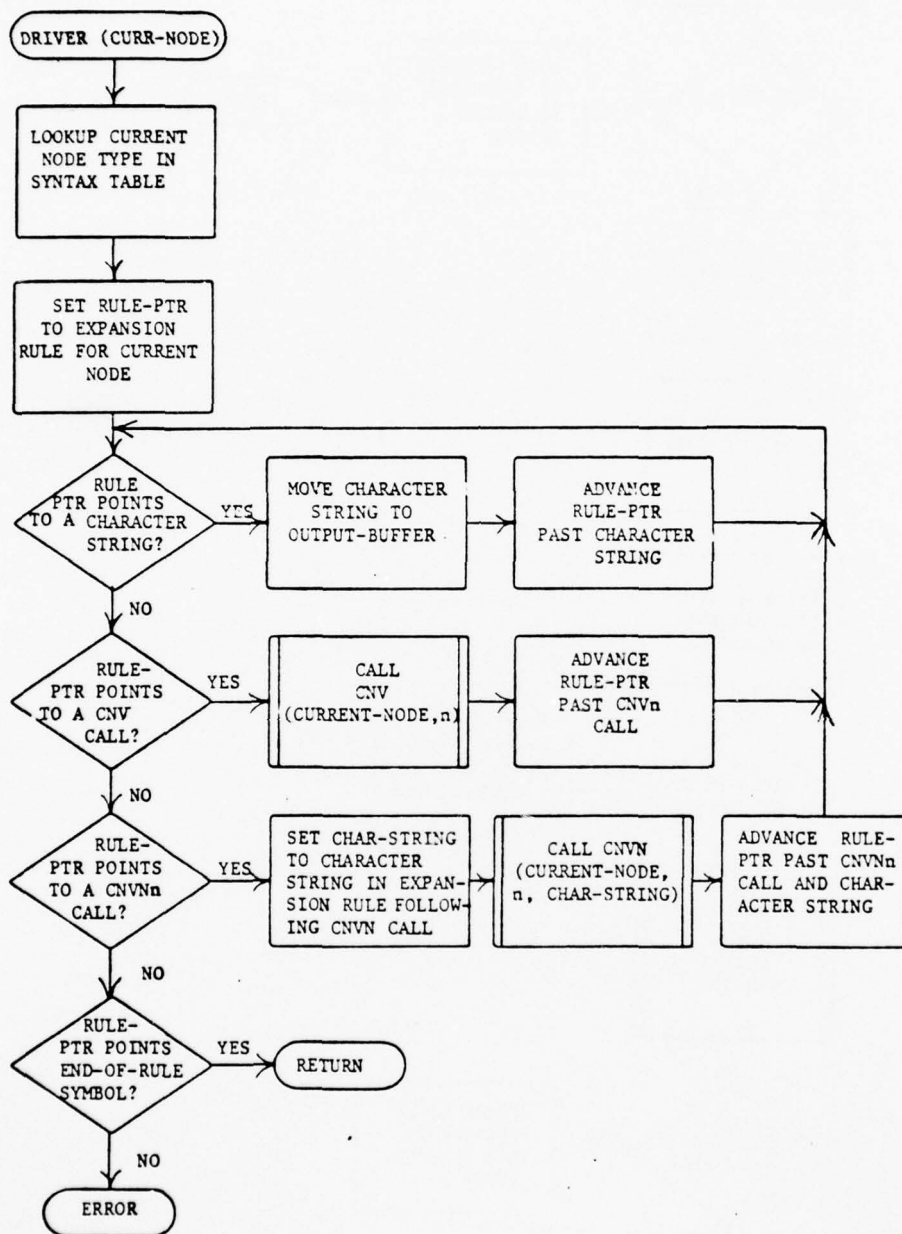 DRIVER (CURR-NODE)
LOOKUP CURRENT
NODE TYPE IN
SYNTAX TABLE
SET RULE-PTR
TO EXPANSION
RULE FOR CURRENT
NODE
RULE
PTR POINTS
TO A CHARACTER
STRING?
YES
MOVE CHARACTER
STRING TO
OUTPUT-BUFFER
ADVANCE
RULE-PTR
PAST CHARACTER
STRING
NO
RULE-
PTR POINTS
TO A CNV
CALL?
YES
CALL
CNV
(CURRENT-NODE,n)
ADVANCE
RULE-PTR
PAST CNVn
CALL
NO
RULE-
PTR POINTS
TO A CNVNn
CALL?
YES
SET CHAR-STRING
TO CHARACTER
STRING IN EXPAN-
SION RULE FOLLOW-
ING CNVN CALL
CALL CNVN
(CURRENT-NODE,
n, CHAR-STRING)
ADVANCE RULE-
PTR PAST CNVNn
CALL AND CHAR-
ACTER STRING
NO
RULE-
PTR POINTS
END-OF-RULE
SYMBOL?
YES
RETURN
NO
ERROR